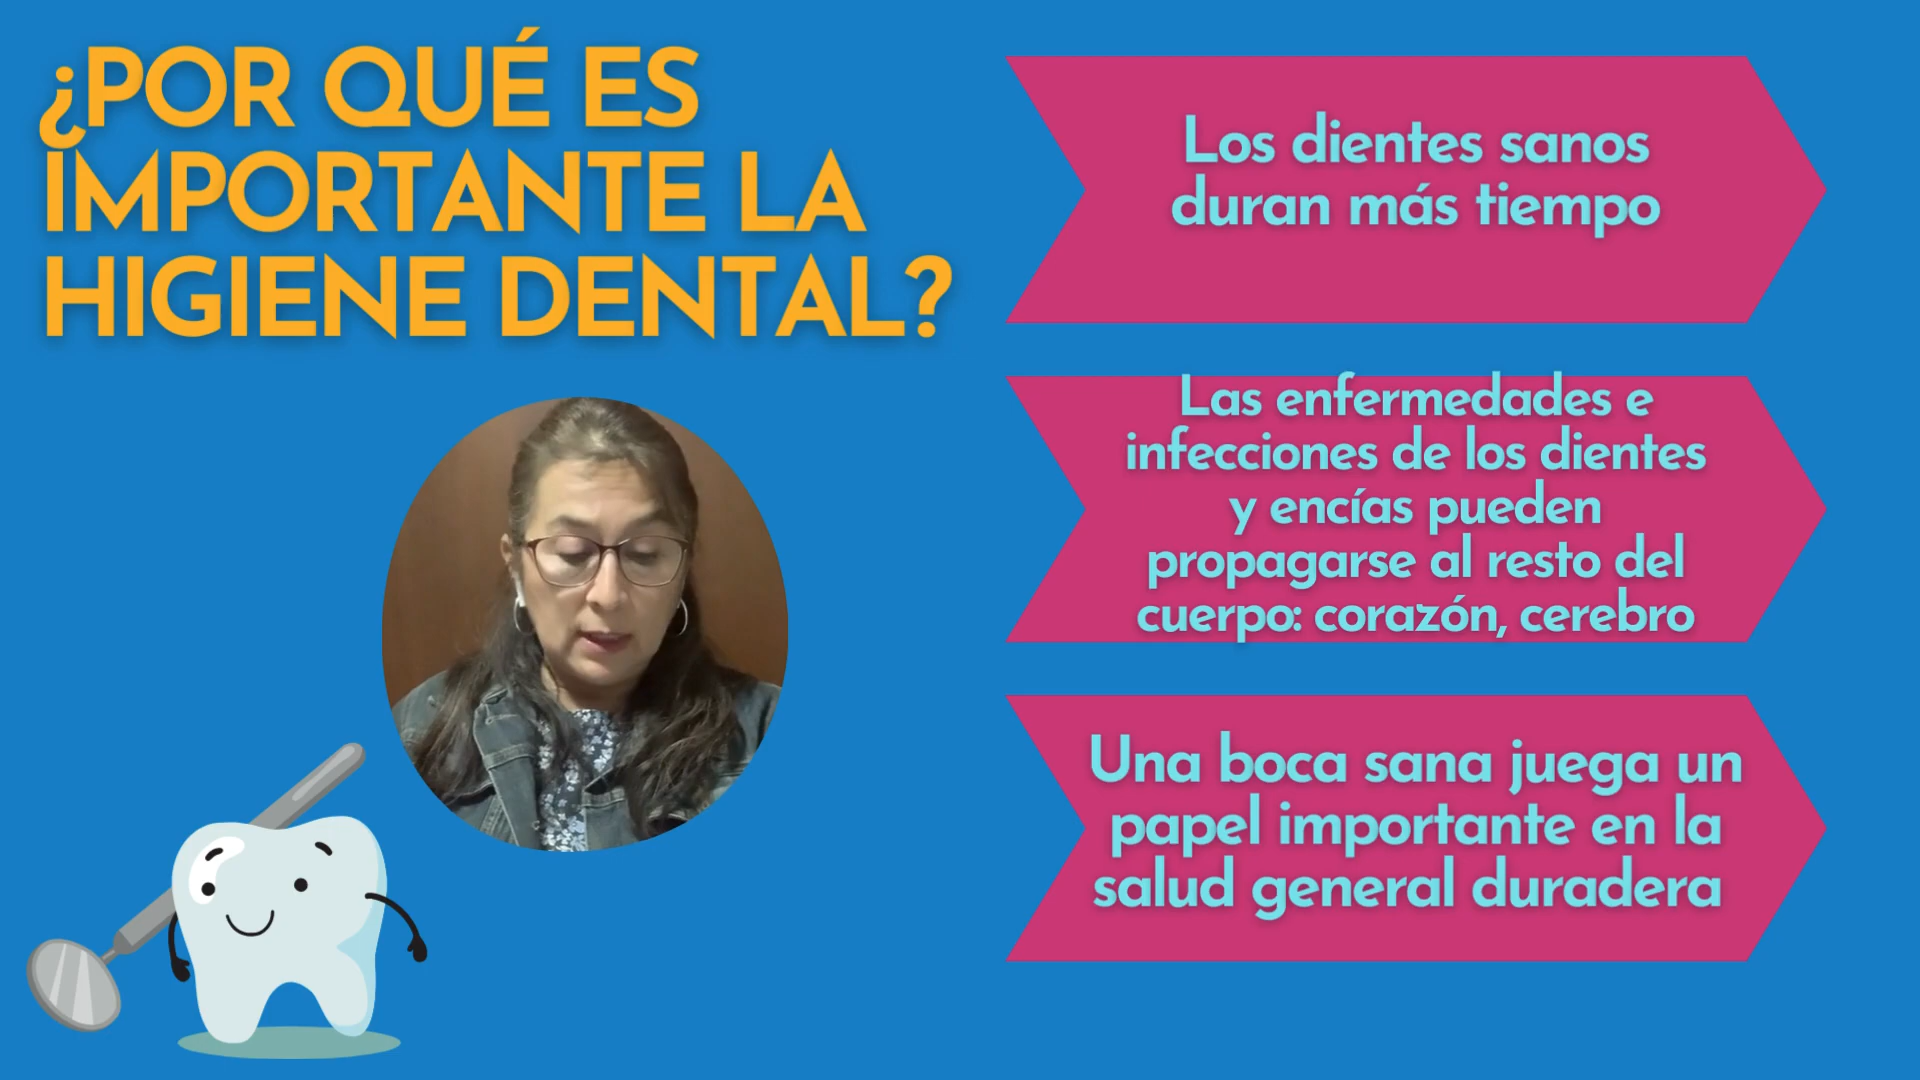 ¿POR QUÉ ES
IMPORTANTE LA
HIGIENE DENTAL?
Los dientes sanos
duran más tiempo
Las enfermedades e
infecciones de los dientes
y encías pueden
propagarse al resto del
cuerpo: corazón, cerebro
Una boca sana juega un
papel importante en la
salud general duradera